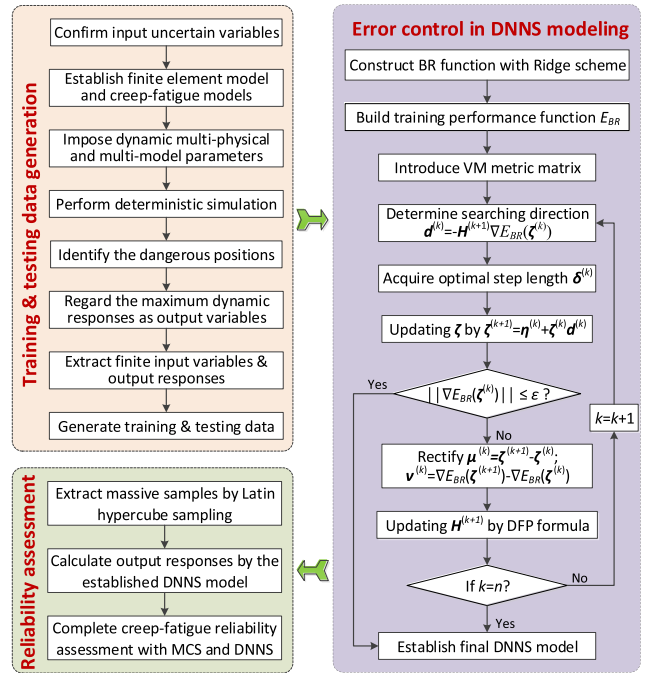 Training & testing data generation
Confirm input uncertain variables
Establish finite element model
and creep-fatigue models
Impose dynamic multi-physical
and multi-model parameters
Perform deterministic simulation
Identify the dangerous positions
Regard the maximum dynamic
responses as output variables
Extract finite input variables &
output responses
Generate training & testing data
Error control in DNNS modeling
Construct BR function with Ridge scheme
Build training performance function E_BR
Introduce VM metric matrix
Determine searching direction
d^(k)=-H^(k+1)∇E_BR(ζ^(k))
Acquire optimal step length δ^(k)
Updating ζ by ζ^(k+1)=η^(k)+ζ^(k)d^(k)
||∇E_BR(ζ^(k))|| ≤ ε ?
Yes
No
k=k+1
Rectify μ^(k)=ζ^(k+1)-ζ^(k);
v^(k)=∇E_BR(ζ^(k+1))-∇E_BR(ζ^(k))
Updating H^(k+1) by DFP formula
If k=n?
No
Yes
Establish final DNNS model
Reliability assessment
Extract massive samples by Latin
hypercube sampling
Calculate output responses by the
established DNNS model
Complete creep-fatigue reliability
assessment with MCS and DNNS